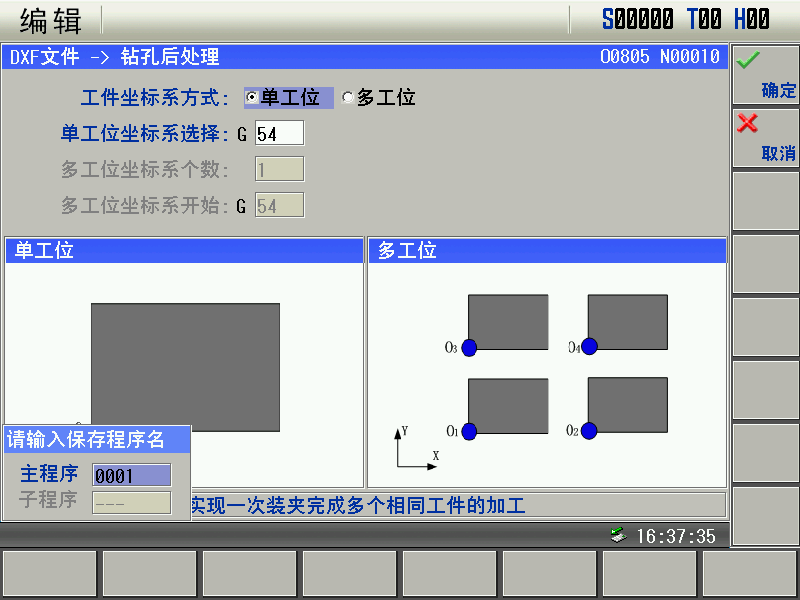 编辑 S00000 T00 H00
DXF文件 -> 钻孔后处理 O0805 N00010
确定
工件坐标系方式: 单工位 多工位
单工位坐标系选择: G 54
取消
多工位坐标系个数: 1
多工位坐标系开始: G 54
单工位 多工位
O3 O4
O1 O2
Y
X
请输入保存程序名
主程序 0001
子程序 ---
实现一次装夹完成多个相同工件的加工
16:37:35